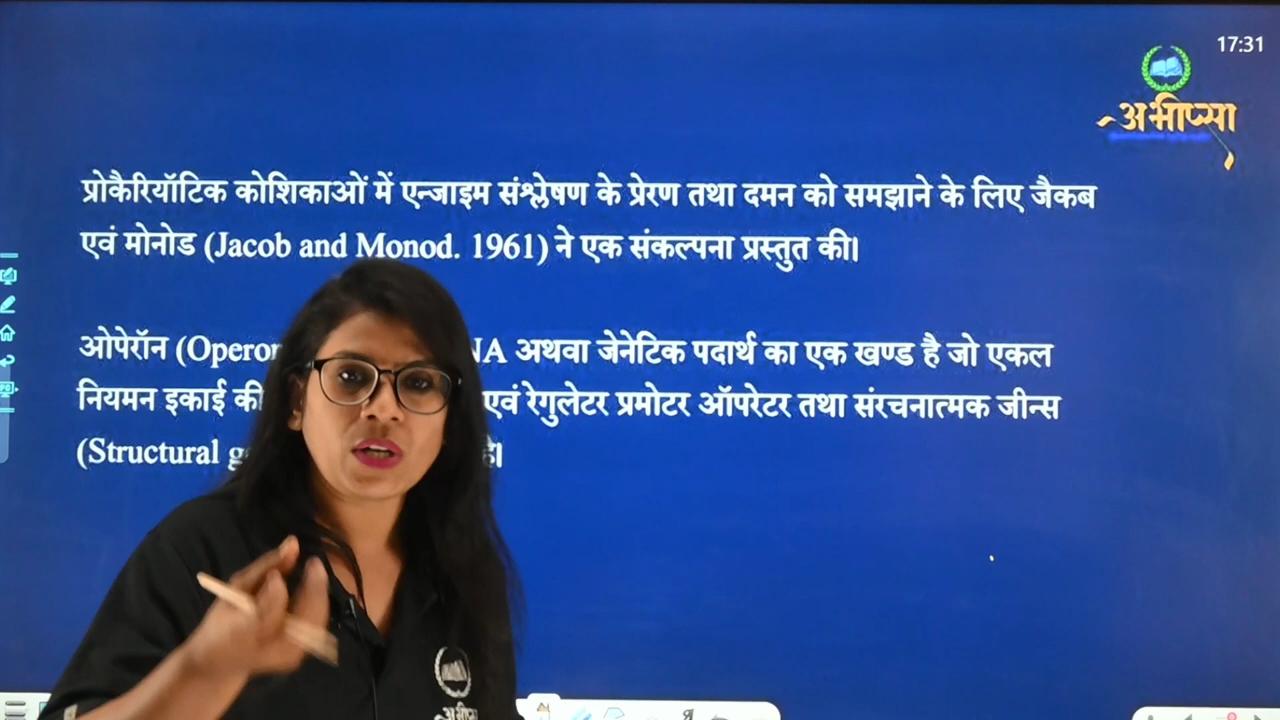 17:31
अभीप्सा
प्रोकैरियॉटिक कोशिकाओं में एन्जाइम संश्लेषण के प्रेरण तथा दमन को समझाने के लिए जैकब
एवं मोनोड (Jacob and Monod. 1961) ने एक संकल्पना प्रस्तुत की।
ओपेरॉन अथवा जेनेटिक पदार्थ का एक खण्ड है जो एकल
नियमन इकाई की एवं रेगुलेटर प्रमोटर ऑपरेटर तथा संरचनात्मक जीन्स
(Structural है।